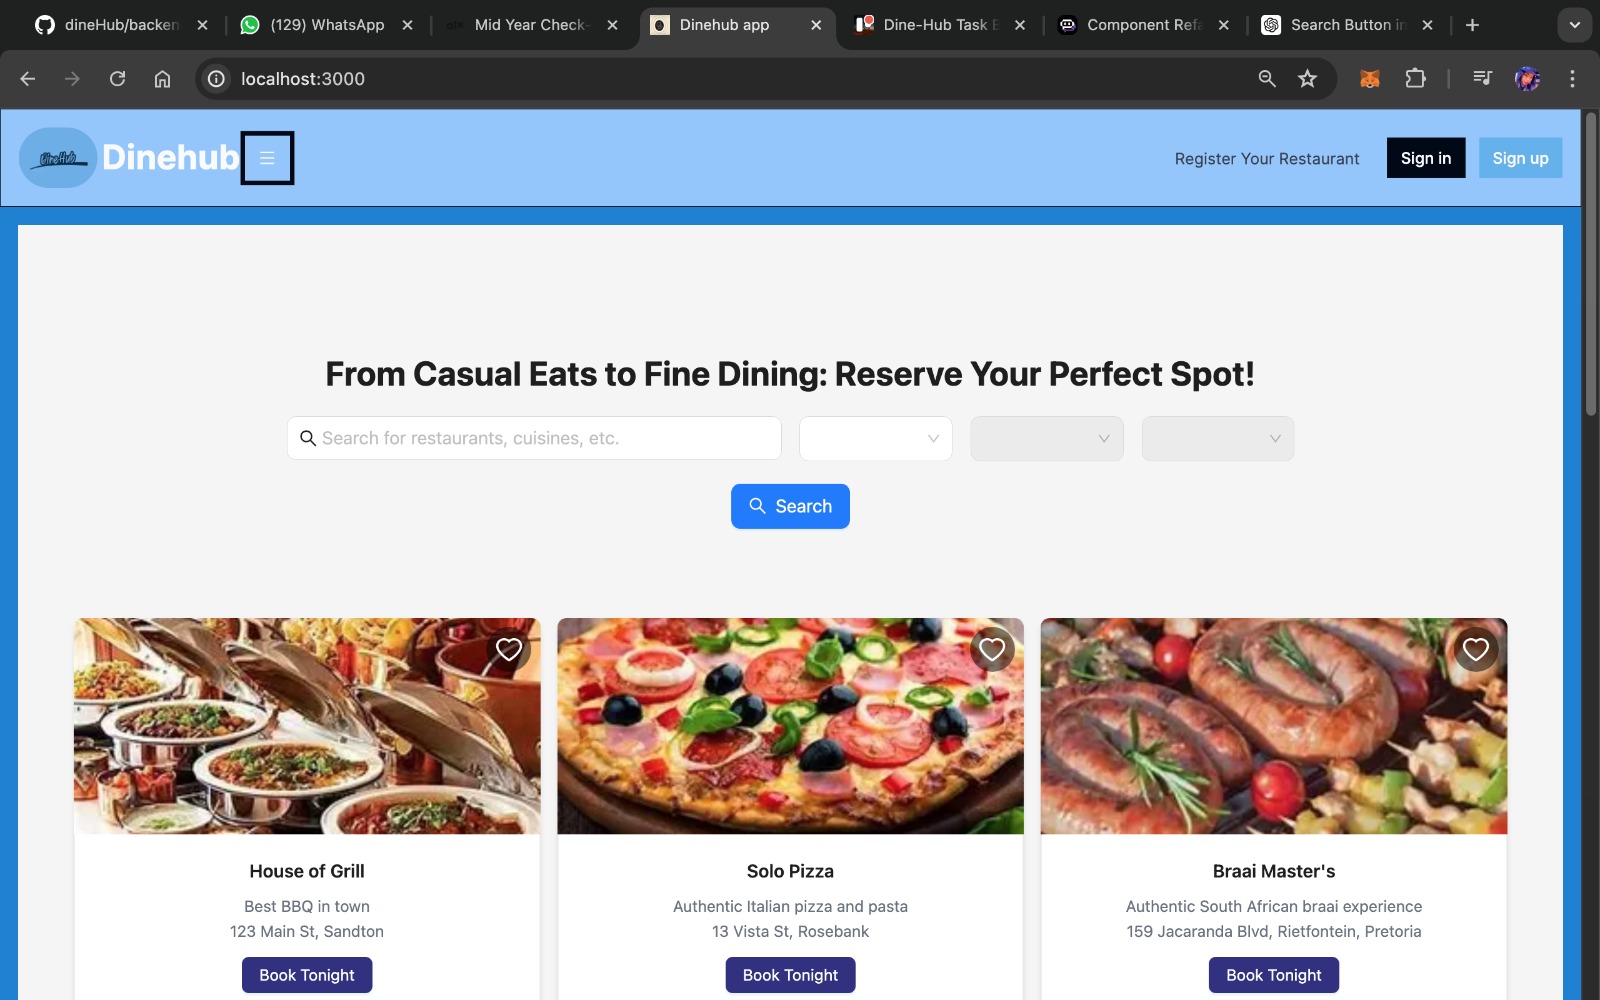 dineHub/backen
(129) WhatsApp
Mid Year Check-
Dinehub app
Dine-Hub Task B
Component Refa
Search Button in
localhost:3000
DineHub
Dinehub
Register Your Restaurant
Sign in
Sign up
From Casual Eats to Fine Dining: Reserve Your Perfect Spot!
Search for restaurants, cuisines, etc.
Search
House of Grill
Best BBQ in town
123 Main St, Sandton
Book Tonight
Solo Pizza
Authentic Italian pizza and pasta
13 Vista St, Rosebank
Book Tonight
Braai Master's
Authentic South African braai experience
159 Jacaranda Blvd, Rietfontein, Pretoria
Book Tonight